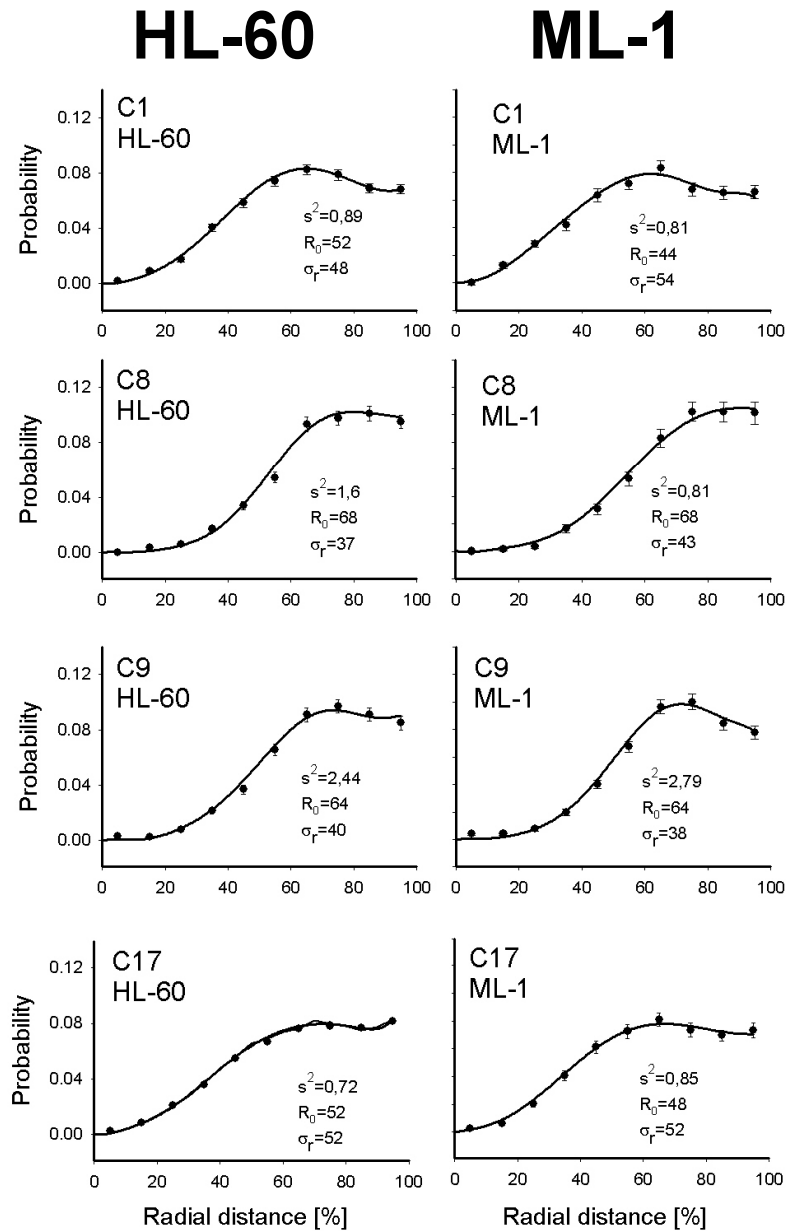 HL-60 ML-1
C1
HL-60
Probability
0.12
0.08
0.04
0.00
s²=0,89
R₀=52
σr=48
0 20 40 60 80 100
C1
ML-1
s²=0,81
R₀=44
σr=54
0 20 40 60 80 100
C8
HL-60
Probability
0.12
0.08
0.04
0.00
s²=1,6
R₀=68
σr=37
0 20 40 60 80 100
C8
ML-1
s²=0,81
R₀=68
σr=43
0 20 40 60 80 100
C9
HL-60
Probability
0.12
0.08
0.04
0.00
s²=2,44
R₀=64
σr=40
0 20 40 60 80 100
C9
ML-1
s²=2,79
R₀=64
σr=38
0 20 40 60 80 100
C17
HL-60
Probability
0.12
0.08
0.04
0.00
s²=0,72
R₀=52
σr=52
0 20 40 60 80 100
Radial distance [%]
C17
ML-1
s²=0,85
R₀=48
σr=52
0 20 40 60 80 100
Radial distance [%]